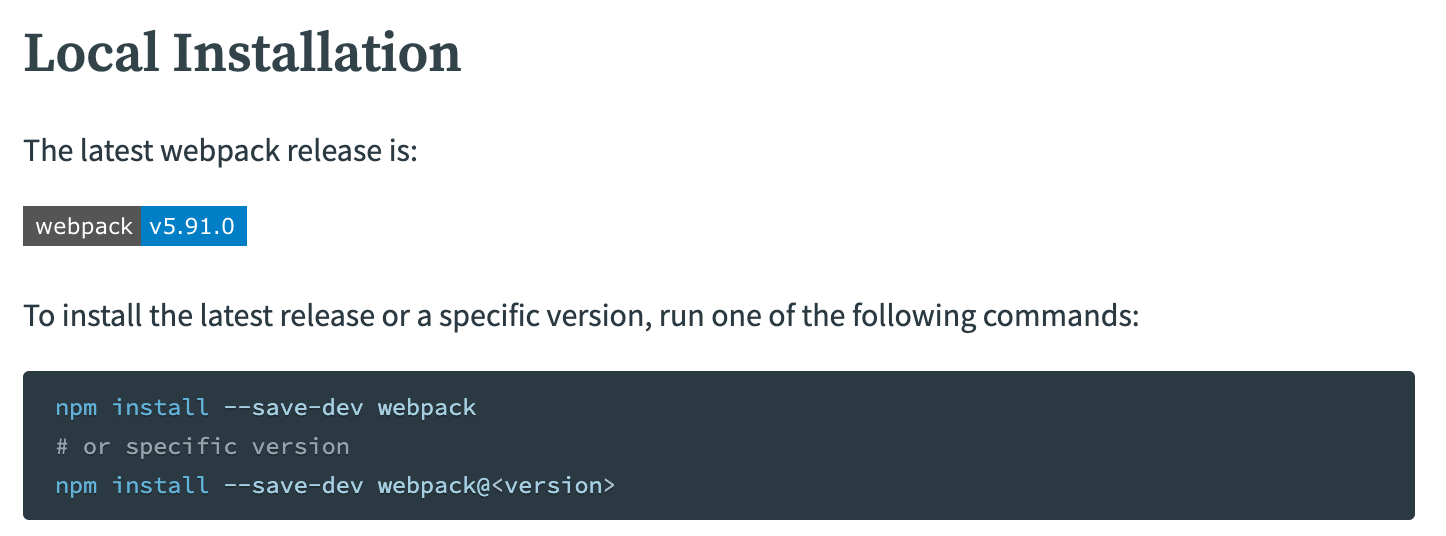 Local Installation
The latest webpack release is:
webpack v5.91.0
To install the latest release or a specific version, run one of the following commands:
npm install --save-dev webpack
# or specific version
npm install --save-dev webpack@<version>